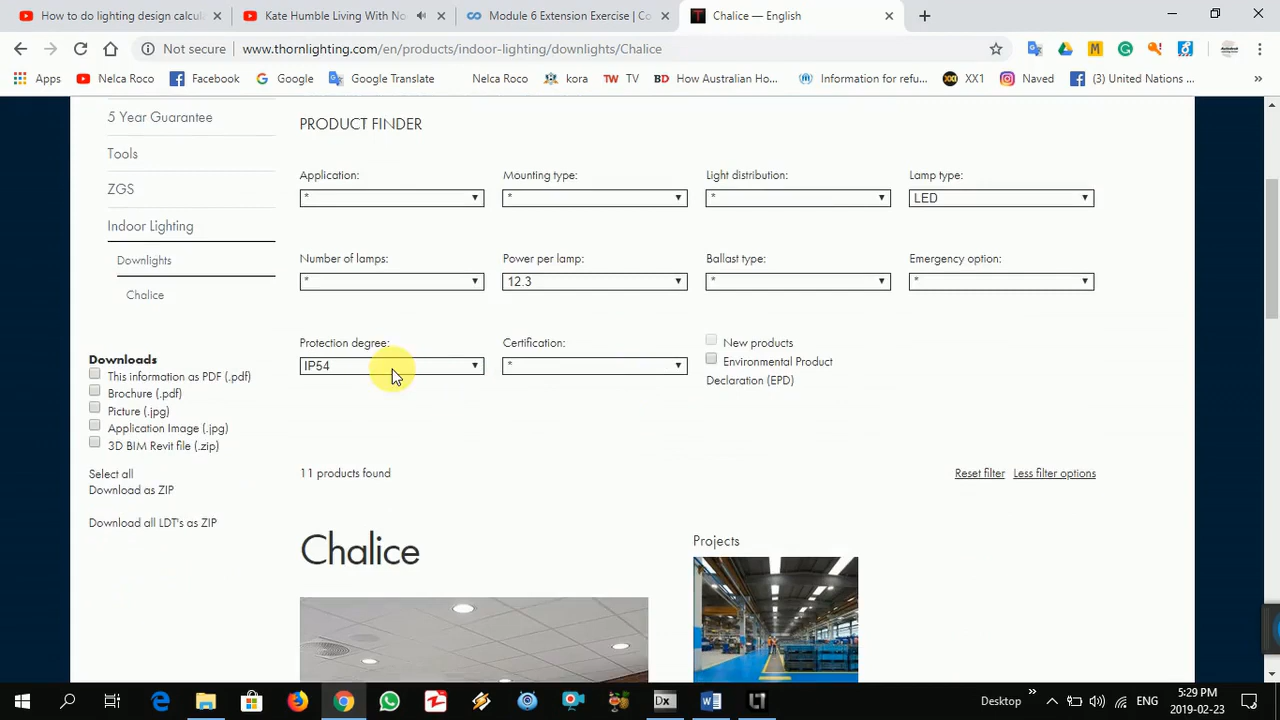 How to do lighting design calcula
Kate Humble Living With No
Module 6 Extension Exercise | Co
Chalice — English
Not secure
www.thornlighting.com/en/products/indoor-lighting/downlights/Chalice
Apps
Nelca Roco
Facebook
Google
Google Translate
Nelca Roco
kora
TW TV
BD How Australian Ho...
Information for refu...
XX1
Naved
(3) United Nations ...
»
5 Year Guarantee
Tools
ZGS
Indoor Lighting
Downlights
Chalice
Downloads
This information as PDF (.pdf)
Brochure (.pdf)
Picture (.jpg)
Application Image (.jpg)
3D BIM Revit file (.zip)
Select all
Download as ZIP
Download all LDT's as ZIP
PRODUCT FINDER
Application:
*
Mounting type:
*
Light distribution:
*
Lamp type:
LED
Number of lamps:
*
Power per lamp:
12.3
Ballast type:
*
Emergency option:
*
Protection degree:
IP54
Certification:
*
New products
Environmental Product
Declaration (EPD)
11 products found
Reset filter
Less filter options
Chalice
Projects
Desktop
»
ENG
5:29 PM
2019-02-23